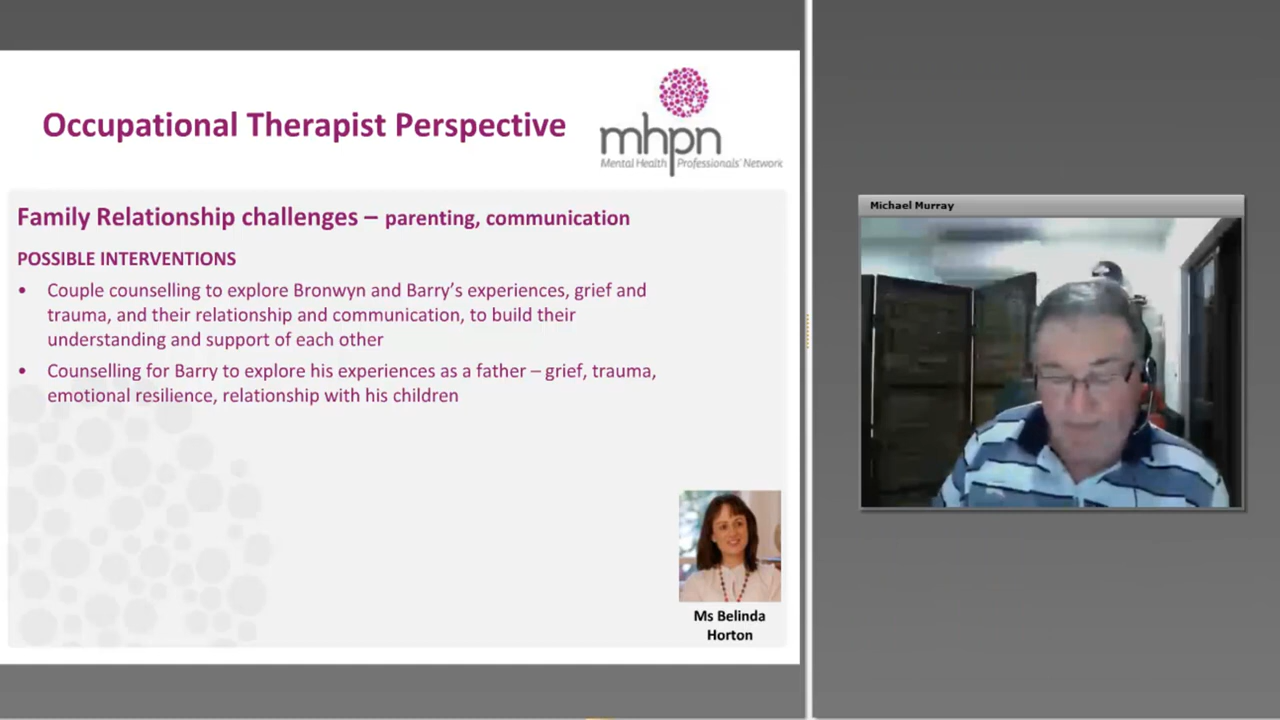 Occupational Therapist Perspective
mhpn
Mental Health Professionals' Network
Family Relationship challenges – parenting, communication
POSSIBLE INTERVENTIONS
• Couple counselling to explore Bronwyn and Barry's experiences, grief and
trauma, and their relationship and communication, to build their
understanding and support of each other
• Counselling for Barry to explore his experiences as a father – grief, trauma,
emotional resilience, relationship with his children
Ms Belinda
Horton
Michael Murray